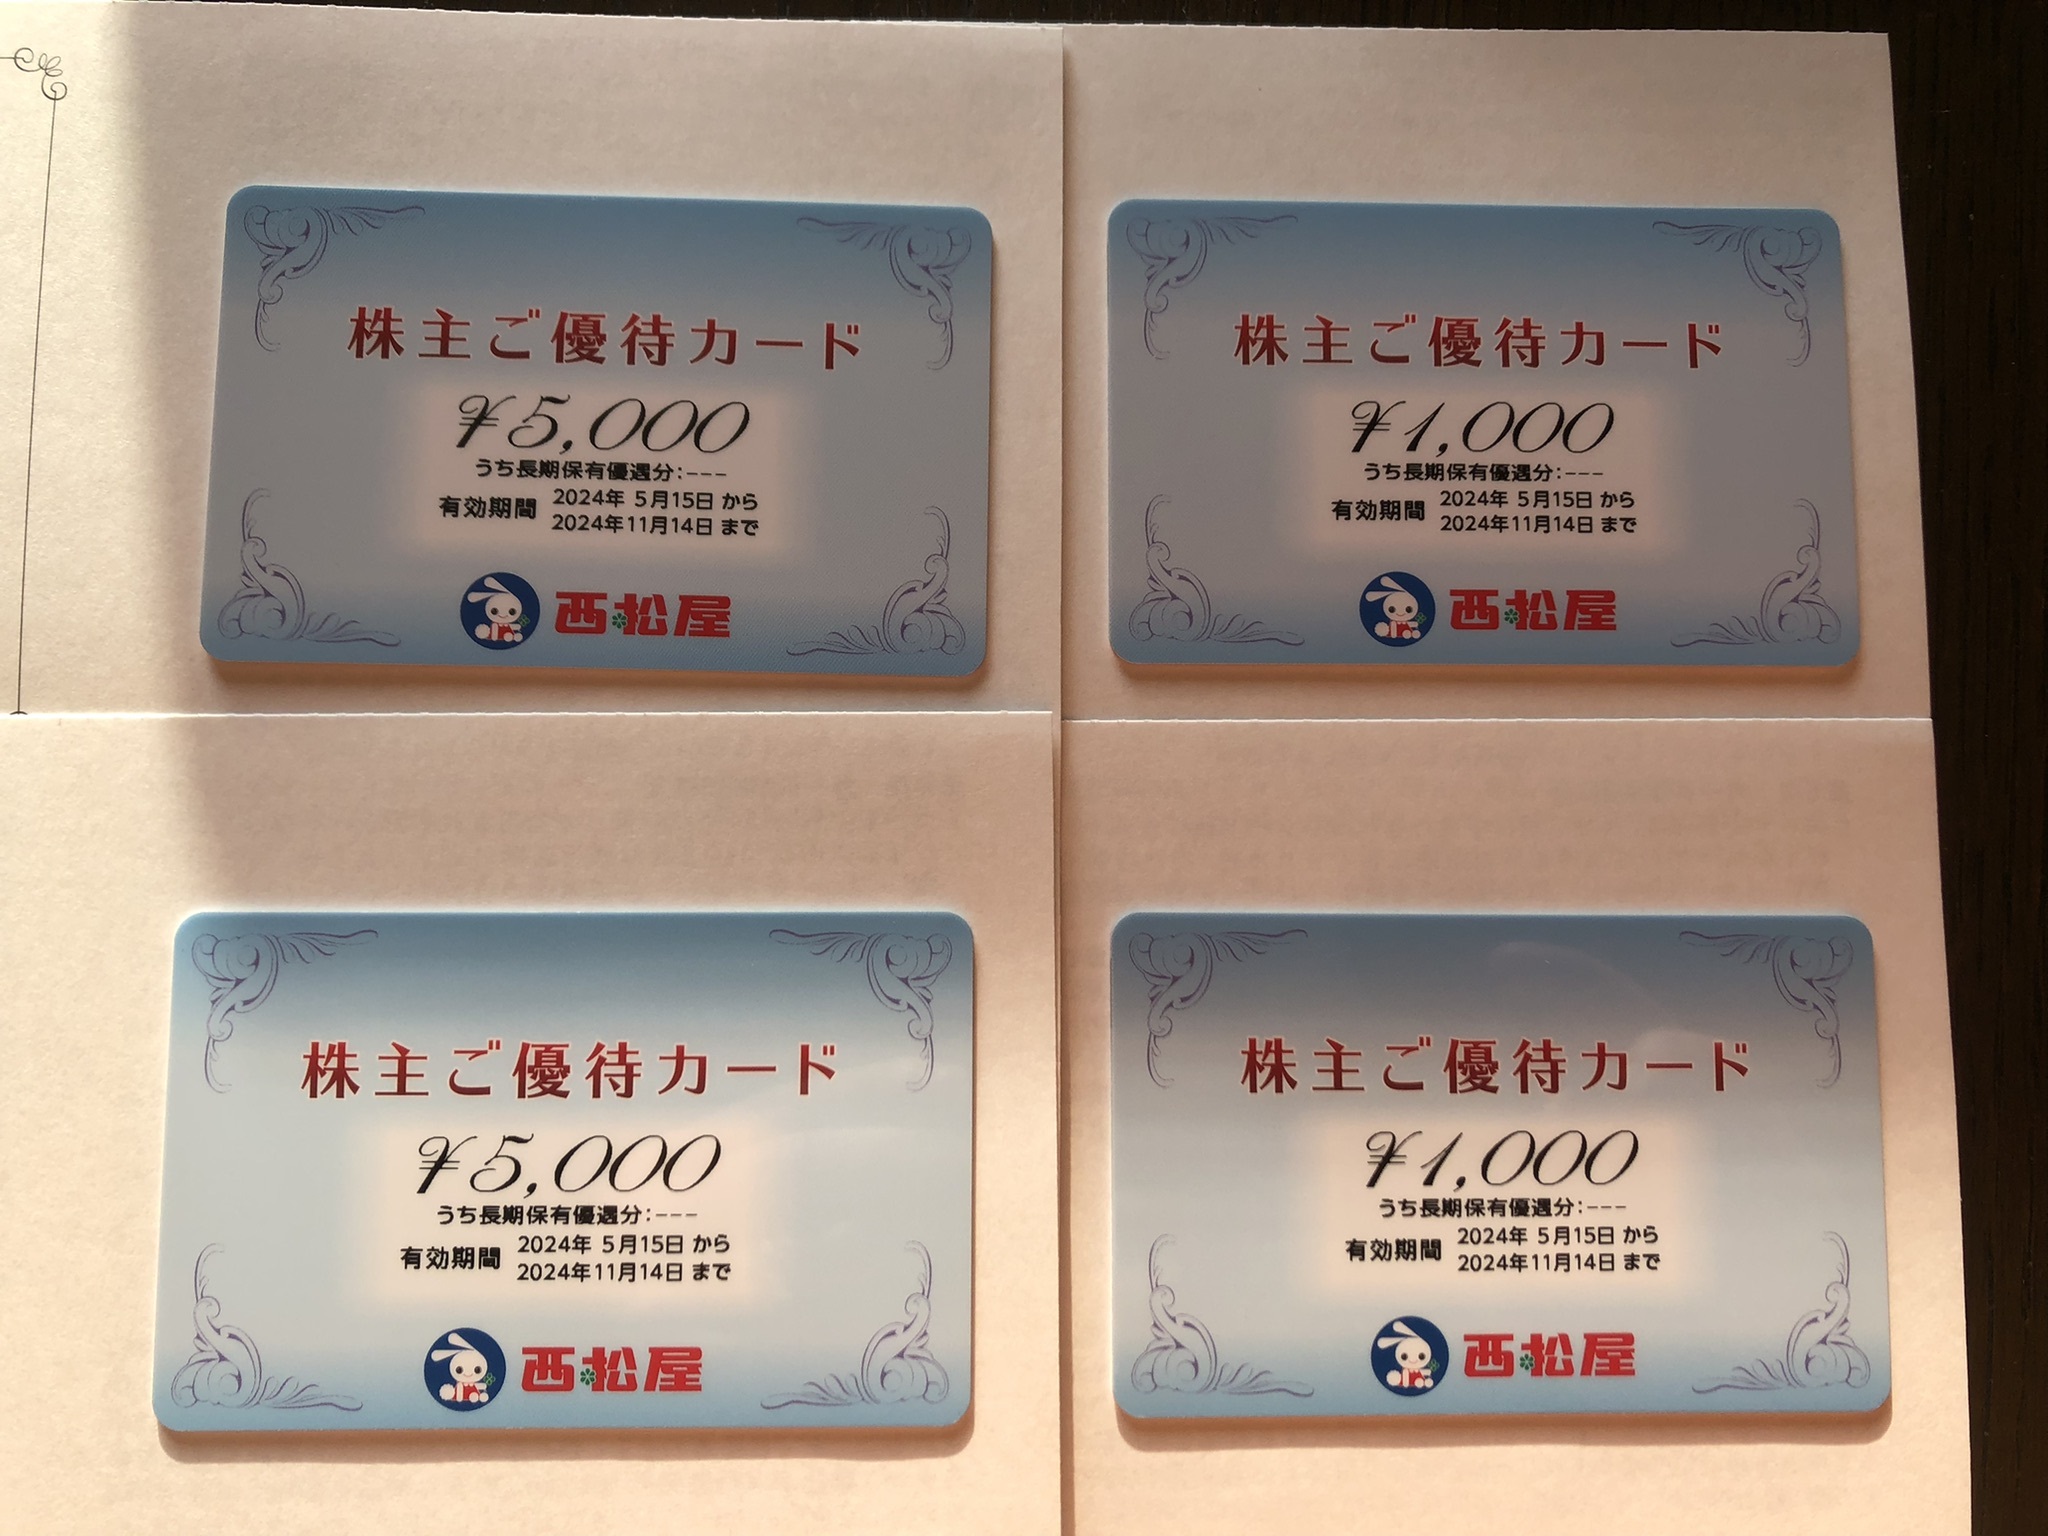 株主ご優待カード
¥5,000
うち長期保有優遇分:---
有効期間 2024年 5月15日 から
2024年11月14日 まで
西松屋
株主ご優待カード
¥1,000
うち長期保有優遇分:---
有効期間 2024年 5月15日 から
2024年11月14日 まで
西松屋
株主ご優待カード
¥5,000
うち長期保有優遇分:---
有効期間 2024年 5月15日 から
2024年11月14日 まで
西松屋
株主ご優待カード
¥1,000
うち長期保有優遇分:---
有効期間 2024年 5月15日 から
2024年11月14日 まで
西松屋